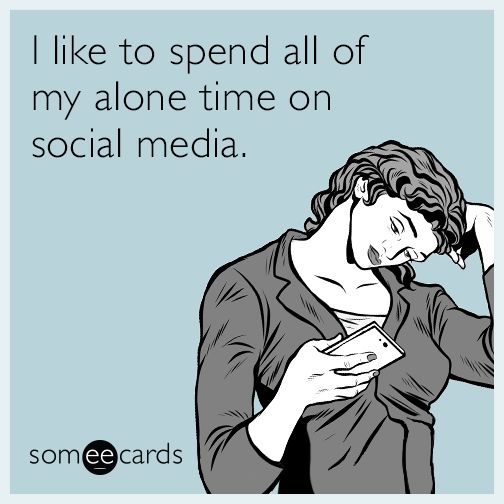 I like to spend all of
my alone time on
social media.
someecards